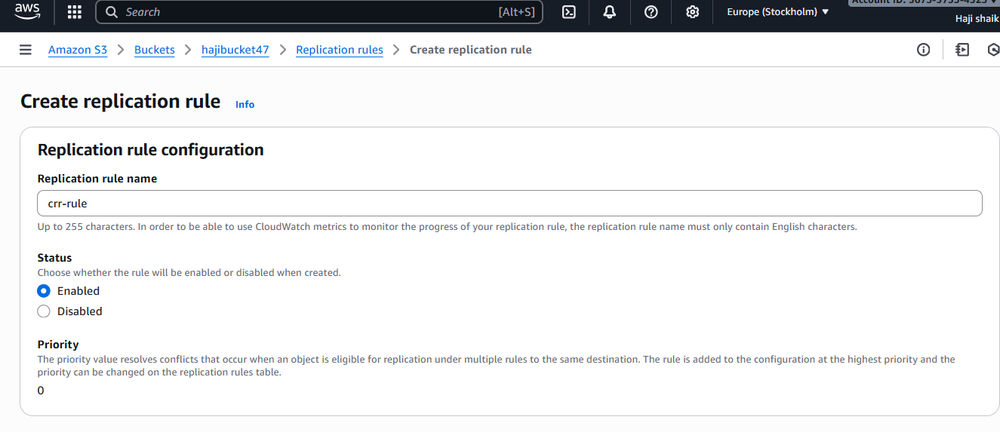 aws
Search [Alt+S] Europe (Stockholm)
Haji shaik
Amazon S3 > Buckets > hajibucket47 > Replication rules > Create replication rule
Create replication rule Info
Replication rule configuration
Replication rule name
crr-rule
Up to 255 characters. In order to be able to use CloudWatch metrics to monitor the progress of your replication rule, the replication rule name must only contain English characters.
Status
Choose whether the rule will be enabled or disabled when created.
Enabled
Disabled
Priority
The priority value resolves conflicts that occur when an object is eligible for replication under multiple rules to the same destination. The rule is added to the configuration at the highest priority and the
priority can be changed on the replication rules table.
0